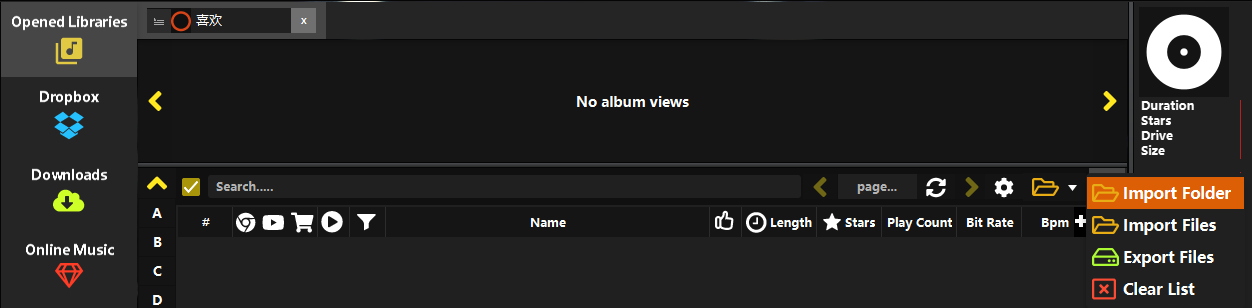 Opened Libraries
喜欢
x
Dropbox
Downloads
Online Music
No album views
Duration
Stars
Drive
Size
Search.....
page...
A
B
C
D
#
Name
Length
Stars
Play Count
Bit Rate
Bpm
Import Folder
Import Files
Export Files
Clear List